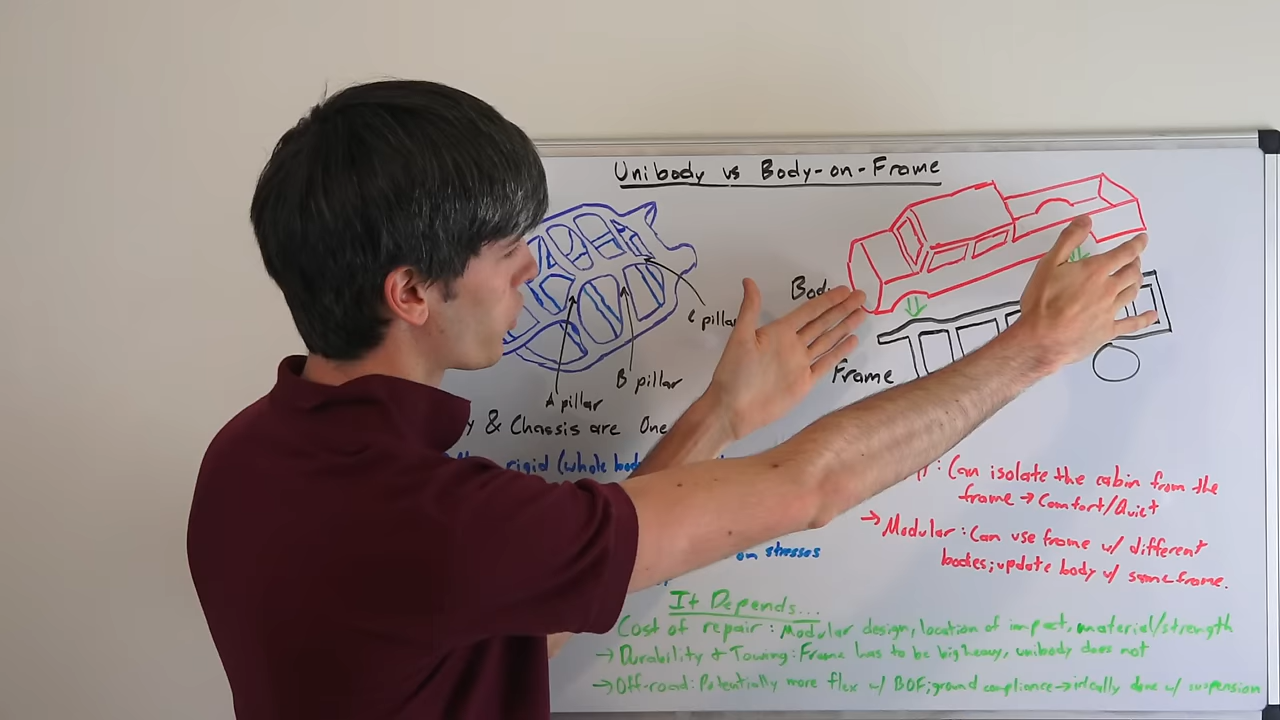 Unibody vs Body-on-Frame
Body
C pillar
B pillar
A pillar
Frame
& Chassis are One
rigid (whole body
on stresses
: Can isolate the cabin from the
frame → Comfort/Quiet
→ Modular: Can use frame w/ different
bodies; update body w/ same frame.
It Depends...
Cost of repair: Modular design, location of impact, material/strength
→ Durability & Towing: Frame has to be big heavy, unibody does not
→ Off-road: Potentially more flex w/ BOF; ground compliance → ideally done w/ suspension